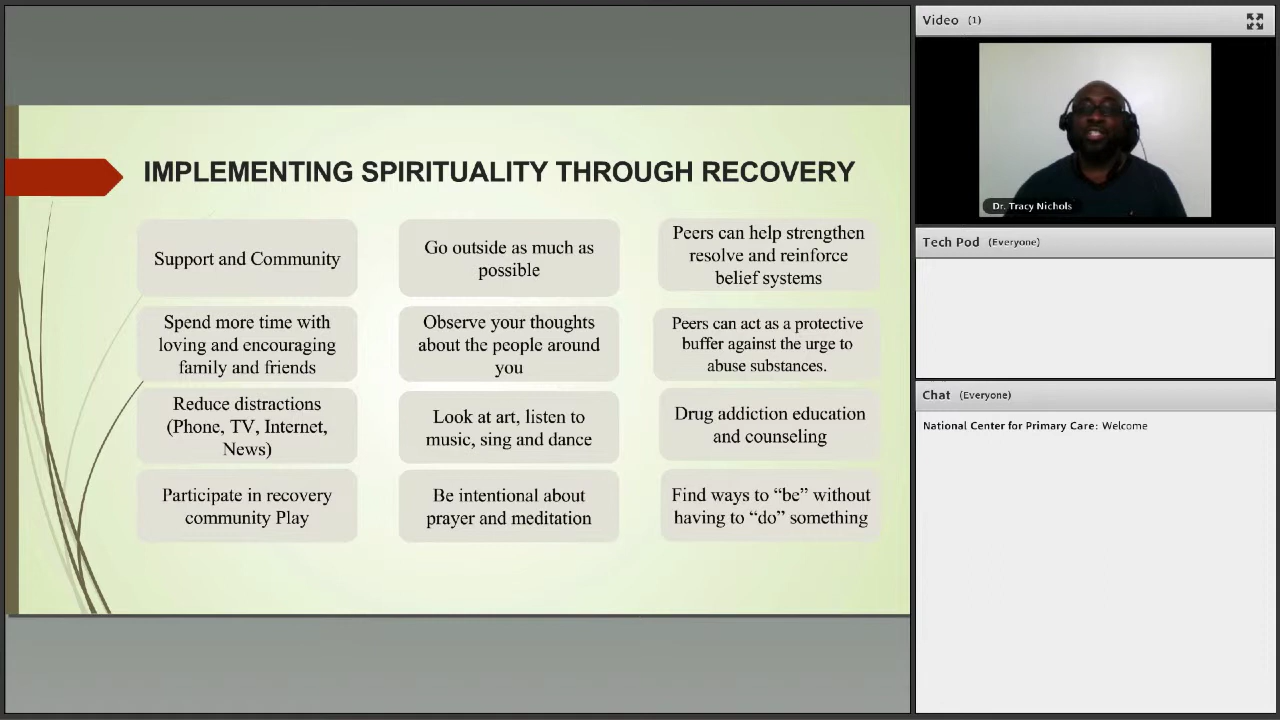 IMPLEMENTING SPIRITUALITY THROUGH RECOVERY
Support and Community
Go outside as much as
possible
Peers can help strengthen
resolve and reinforce
belief systems
Spend more time with
loving and encouraging
family and friends
Observe your thoughts
about the people around
you
Peers can act as a protective
buffer against the urge to
abuse substances.
Reduce distractions
(Phone, TV, Internet,
News)
Look at art, listen to
music, sing and dance
Drug addiction education
and counseling
Participate in recovery
community Play
Be intentional about
prayer and meditation
Find ways to “be” without
having to “do” something
Video (1)
Dr. Tracy Nichols
Tech Pod (Everyone)
Chat (Everyone)
National Center for Primary Care: Welcome